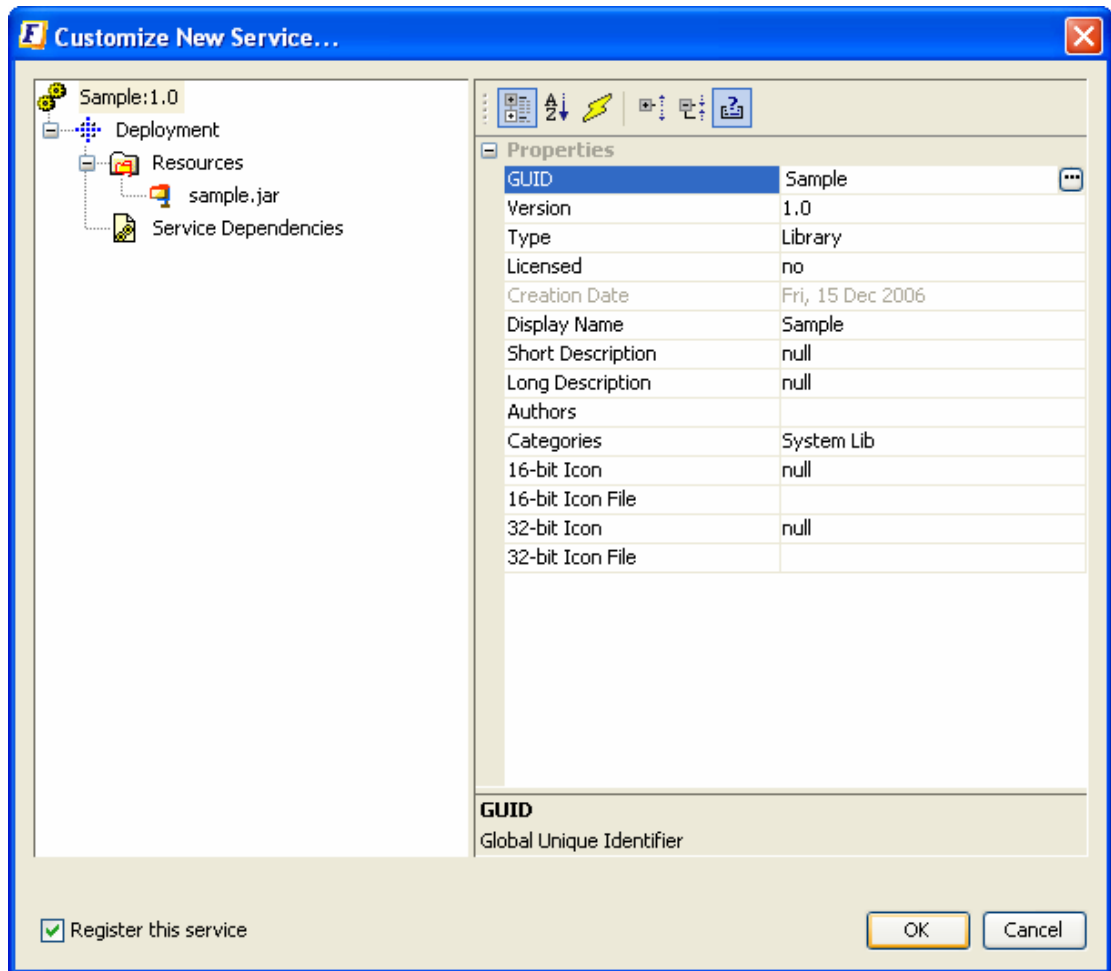 Customize New Service...
Sample:1.0
Deployment
Resources
sample.jar
Service Dependencies
Properties
GUID Sample
Version 1.0
Type Library
Licensed no
Creation Date Fri, 15 Dec 2006
Display Name Sample
Short Description null
Long Description null
Authors
Categories System Lib
16-bit Icon null
16-bit Icon File
32-bit Icon null
32-bit Icon File
GUID
Global Unique Identifier
Register this service
OK Cancel